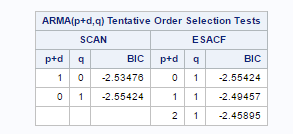 ARMA(p+d,q) Tentative Order Selection Tests
SCAN ESACF
p+d q BIC p+d q BIC
1 0 -2.53476 0 1 -2.55424
0 1 -2.55424 1 1 -2.49457
2 1 -2.45895